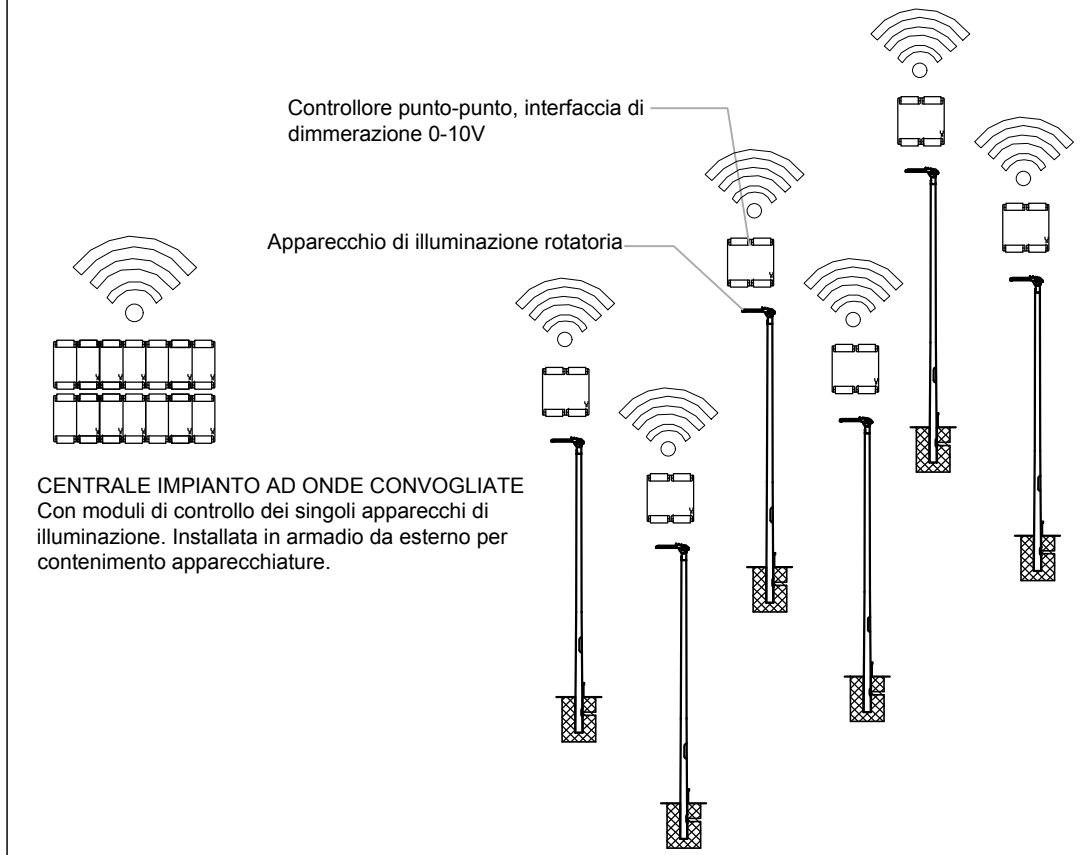 Controllore punto-punto, interfaccia di
dimmerazione 0-10V
Apparecchio di illuminazione rotatoria
CENTRALE IMPIANTO AD ONDE CONVOGLIATE
Con moduli di controllo dei singoli apparecchi di
illuminazione. Installata in armadio da esterno per
contenimento apparecchiature.